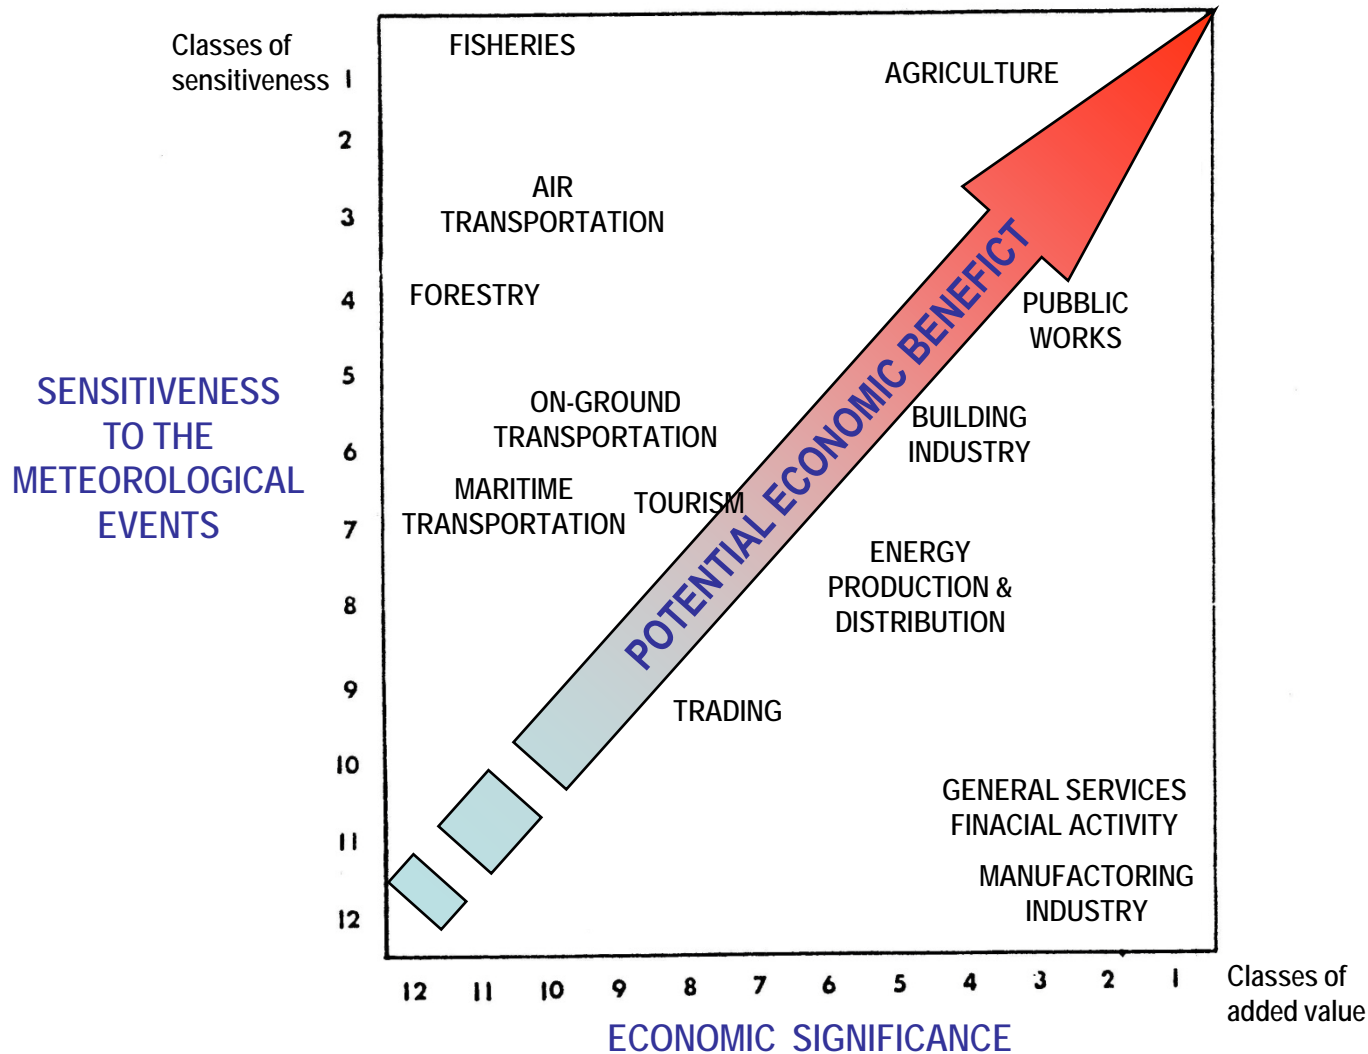 Classes of
sensitiveness
FISHERIES
AGRICULTURE
1
2
AIR
TRANSPORTATION
3
FORESTRY
4
PUBBLIC
WORKS
5
SENSITIVENESS
TO THE
METEOROLOGICAL
EVENTS
ON-GROUND
TRANSPORTATION
BUILDING
INDUSTRY
6
MARITIME
TRANSPORTATION
TOURISM
7
POTENTIAL ECONOMIC BENEFICT
ENERGY
PRODUCTION &
DISTRIBUTION
8
9
TRADING
10
GENERAL SERVICES
FINACIAL ACTIVITY
11
MANUFACTORING
INDUSTRY
12
12 11 10 9 8 7 6 5 4 3 2 1
Classes of
added value
ECONOMIC SIGNIFICANCE